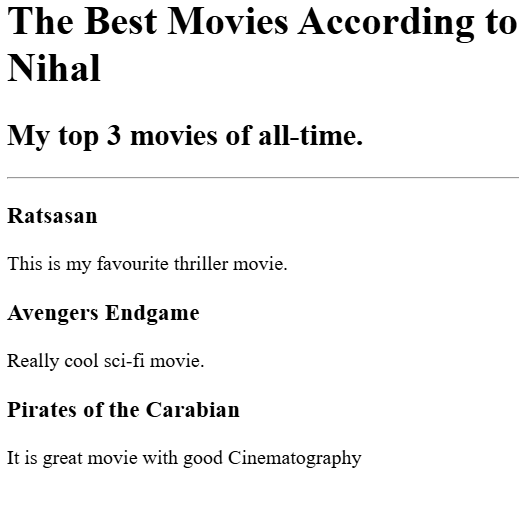 The Best Movies According to
Nihal
My top 3 movies of all-time.
Ratsasan
This is my favourite thriller movie.
Avengers Endgame
Really cool sci-fi movie.
Pirates of the Carabian
It is great movie with good Cinematography